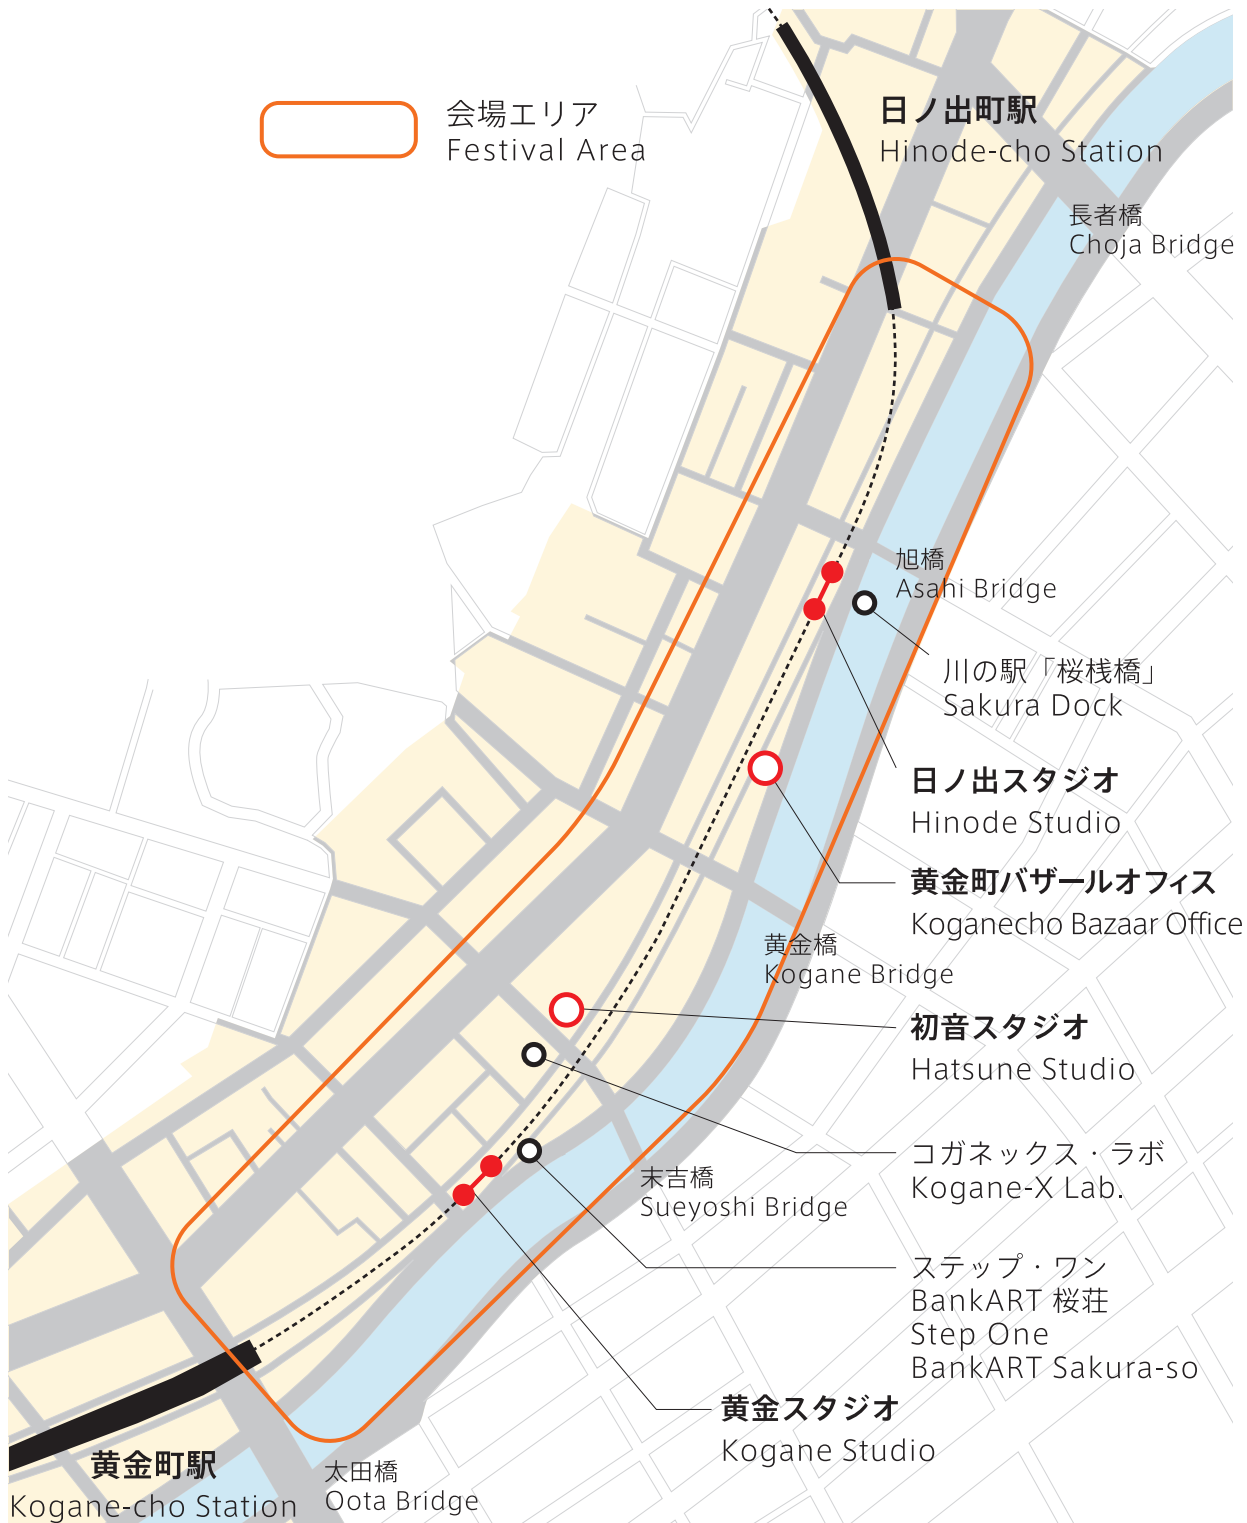 会場エリア
Festival Area
日ノ出町駅
Hinode-cho Station
長者橋
Choja Bridge
旭橋
Asahi Bridge
川の駅「桜桟橋」
Sakura Dock
日ノ出スタジオ
Hinode Studio
黄金町バザールオフィス
Koganecho Bazaar Office
黄金橋
Kogane Bridge
初音スタジオ
Hatsune Studio
コガネックス・ラボ
Kogane-X Lab.
末吉橋
Sueyoshi Bridge
ステップ・ワン
BankART 桜荘
Step One
BankART Sakura-so
黄金スタジオ
Kogane Studio
黄金町駅
Kogane-cho Station
太田橋
Oota Bridge